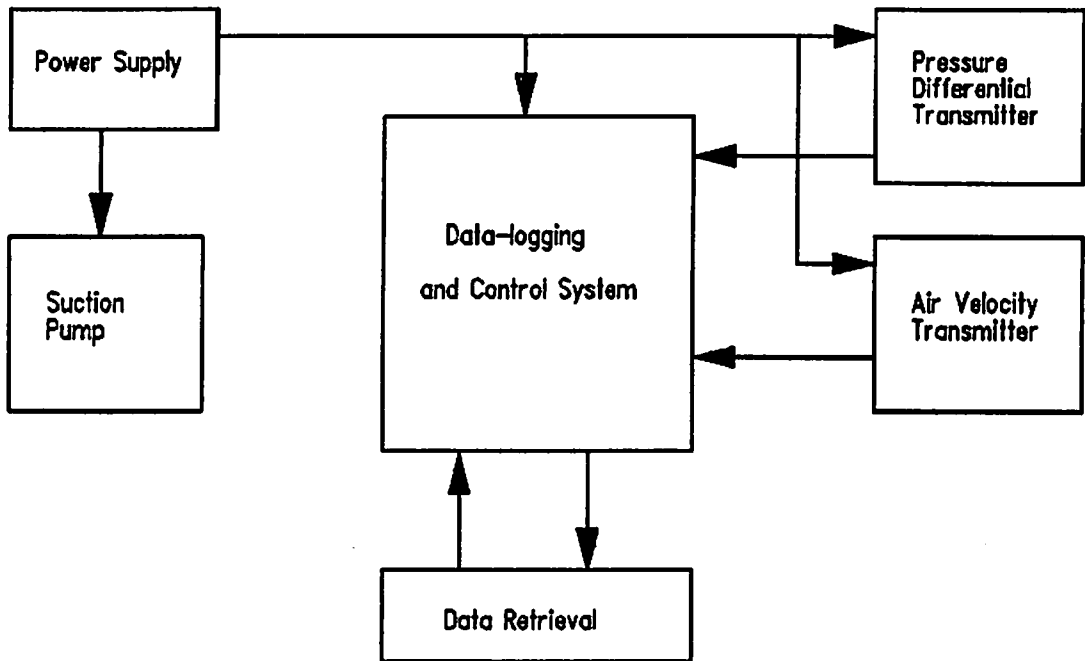 Power Supply
Pressure
Differential
Transmitter
Data-logging
and Control System
Suction
Pump
Air Velocity
Transmitter
Data Retrieval